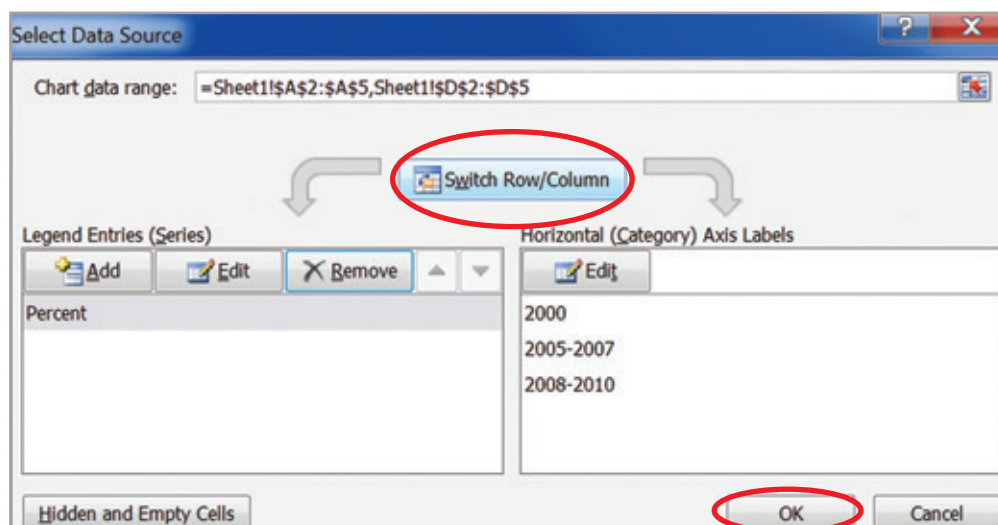 Select Data Source
Chart data range: =Sheet1!$A$2:$A$5,Sheet1!$D$2:$D$5
Switch Row/Column
Legend Entries (Series)
Add Edit Remove
Percent
Horizontal (Category) Axis Labels
Edit
2000
2005-2007
2008-2010
Hidden and Empty Cells
OK Cancel